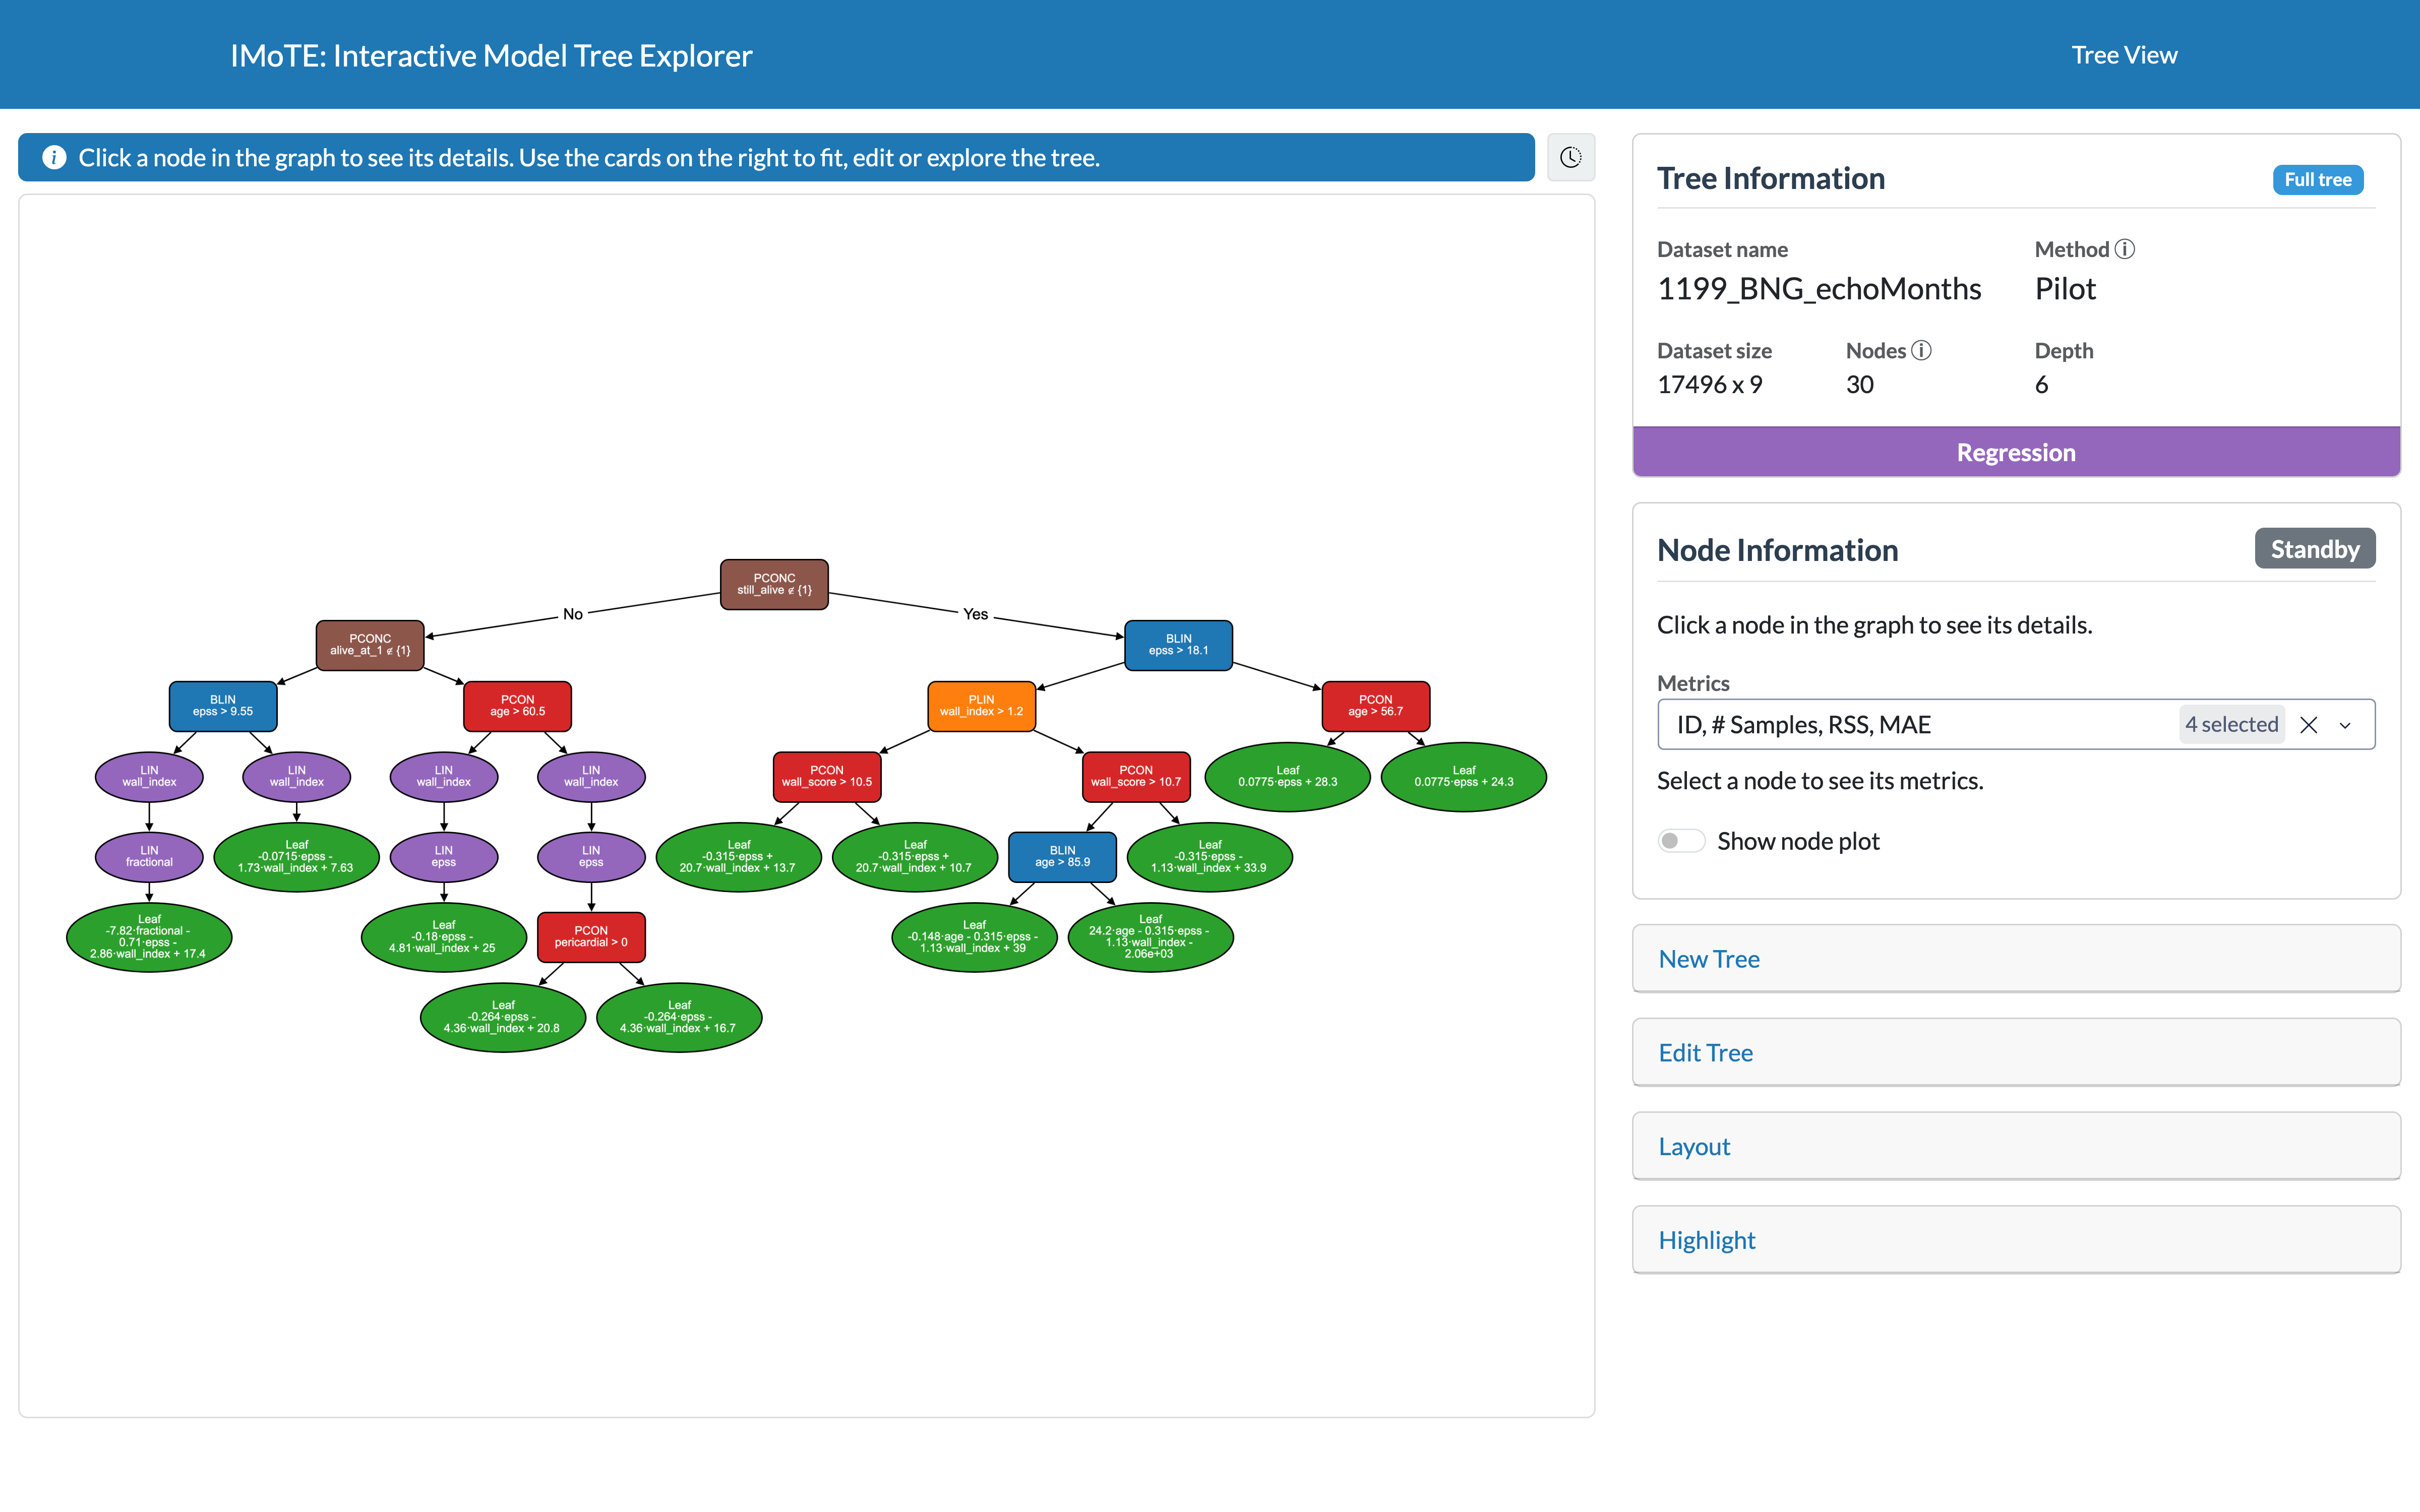 IMoTE: Interactive Model Tree Explorer
Tree View
Click a node in the graph to see its details. Use the cards on the right to fit, edit or explore the tree.
PCONC
still_alive ∉ {1}
No
Yes
PCONC
alive_at_1 ∉ {1}
BLIN
epss > 18.1
BLIN
epss > 9.55
PCON
age > 60.5
PLIN
wall_index > 1.2
PCON
age > 56.7
LIN
wall_index
LIN
wall_index
LIN
wall_index
LIN
wall_index
PCON
wall_score > 10.5
PCON
wall_score > 10.7
Leaf
0.0775·epss + 28.3
Leaf
0.0775·epss + 24.3
LIN
fractional
Leaf
-0.0715·epss -
1.73·wall_index + 7.63
LIN
epss
LIN
epss
Leaf
-0.315·epss +
20.7·wall_index + 13.7
Leaf
-0.315·epss +
20.7·wall_index + 10.7
BLIN
age > 85.9
Leaf
-0.315·epss -
1.13·wall_index + 33.9
Leaf
-7.82·fractional -
0.71·epss -
2.86·wall_index + 17.4
Leaf
-0.18·epss -
4.81·wall_index + 25
PCON
pericardial > 0
Leaf
-0.148·age - 0.315·epss -
1.13·wall_index + 39
Leaf
24.2·age - 0.315·epss -
1.13·wall_index -
2.06e+03
Leaf
-0.264·epss -
4.36·wall_index + 20.8
Leaf
-0.264·epss -
4.36·wall_index + 16.7
Tree Information
Full tree
Dataset name
Method
1199_BNG_echoMonths
Pilot
Dataset size
Nodes
Depth
17496 x 9
30
6
Regression
Node Information
Standby
Click a node in the graph to see its details.
Metrics
ID, # Samples, RSS, MAE
4 selected
Select a node to see its metrics.
Show node plot
New Tree
Edit Tree
Layout
Highlight